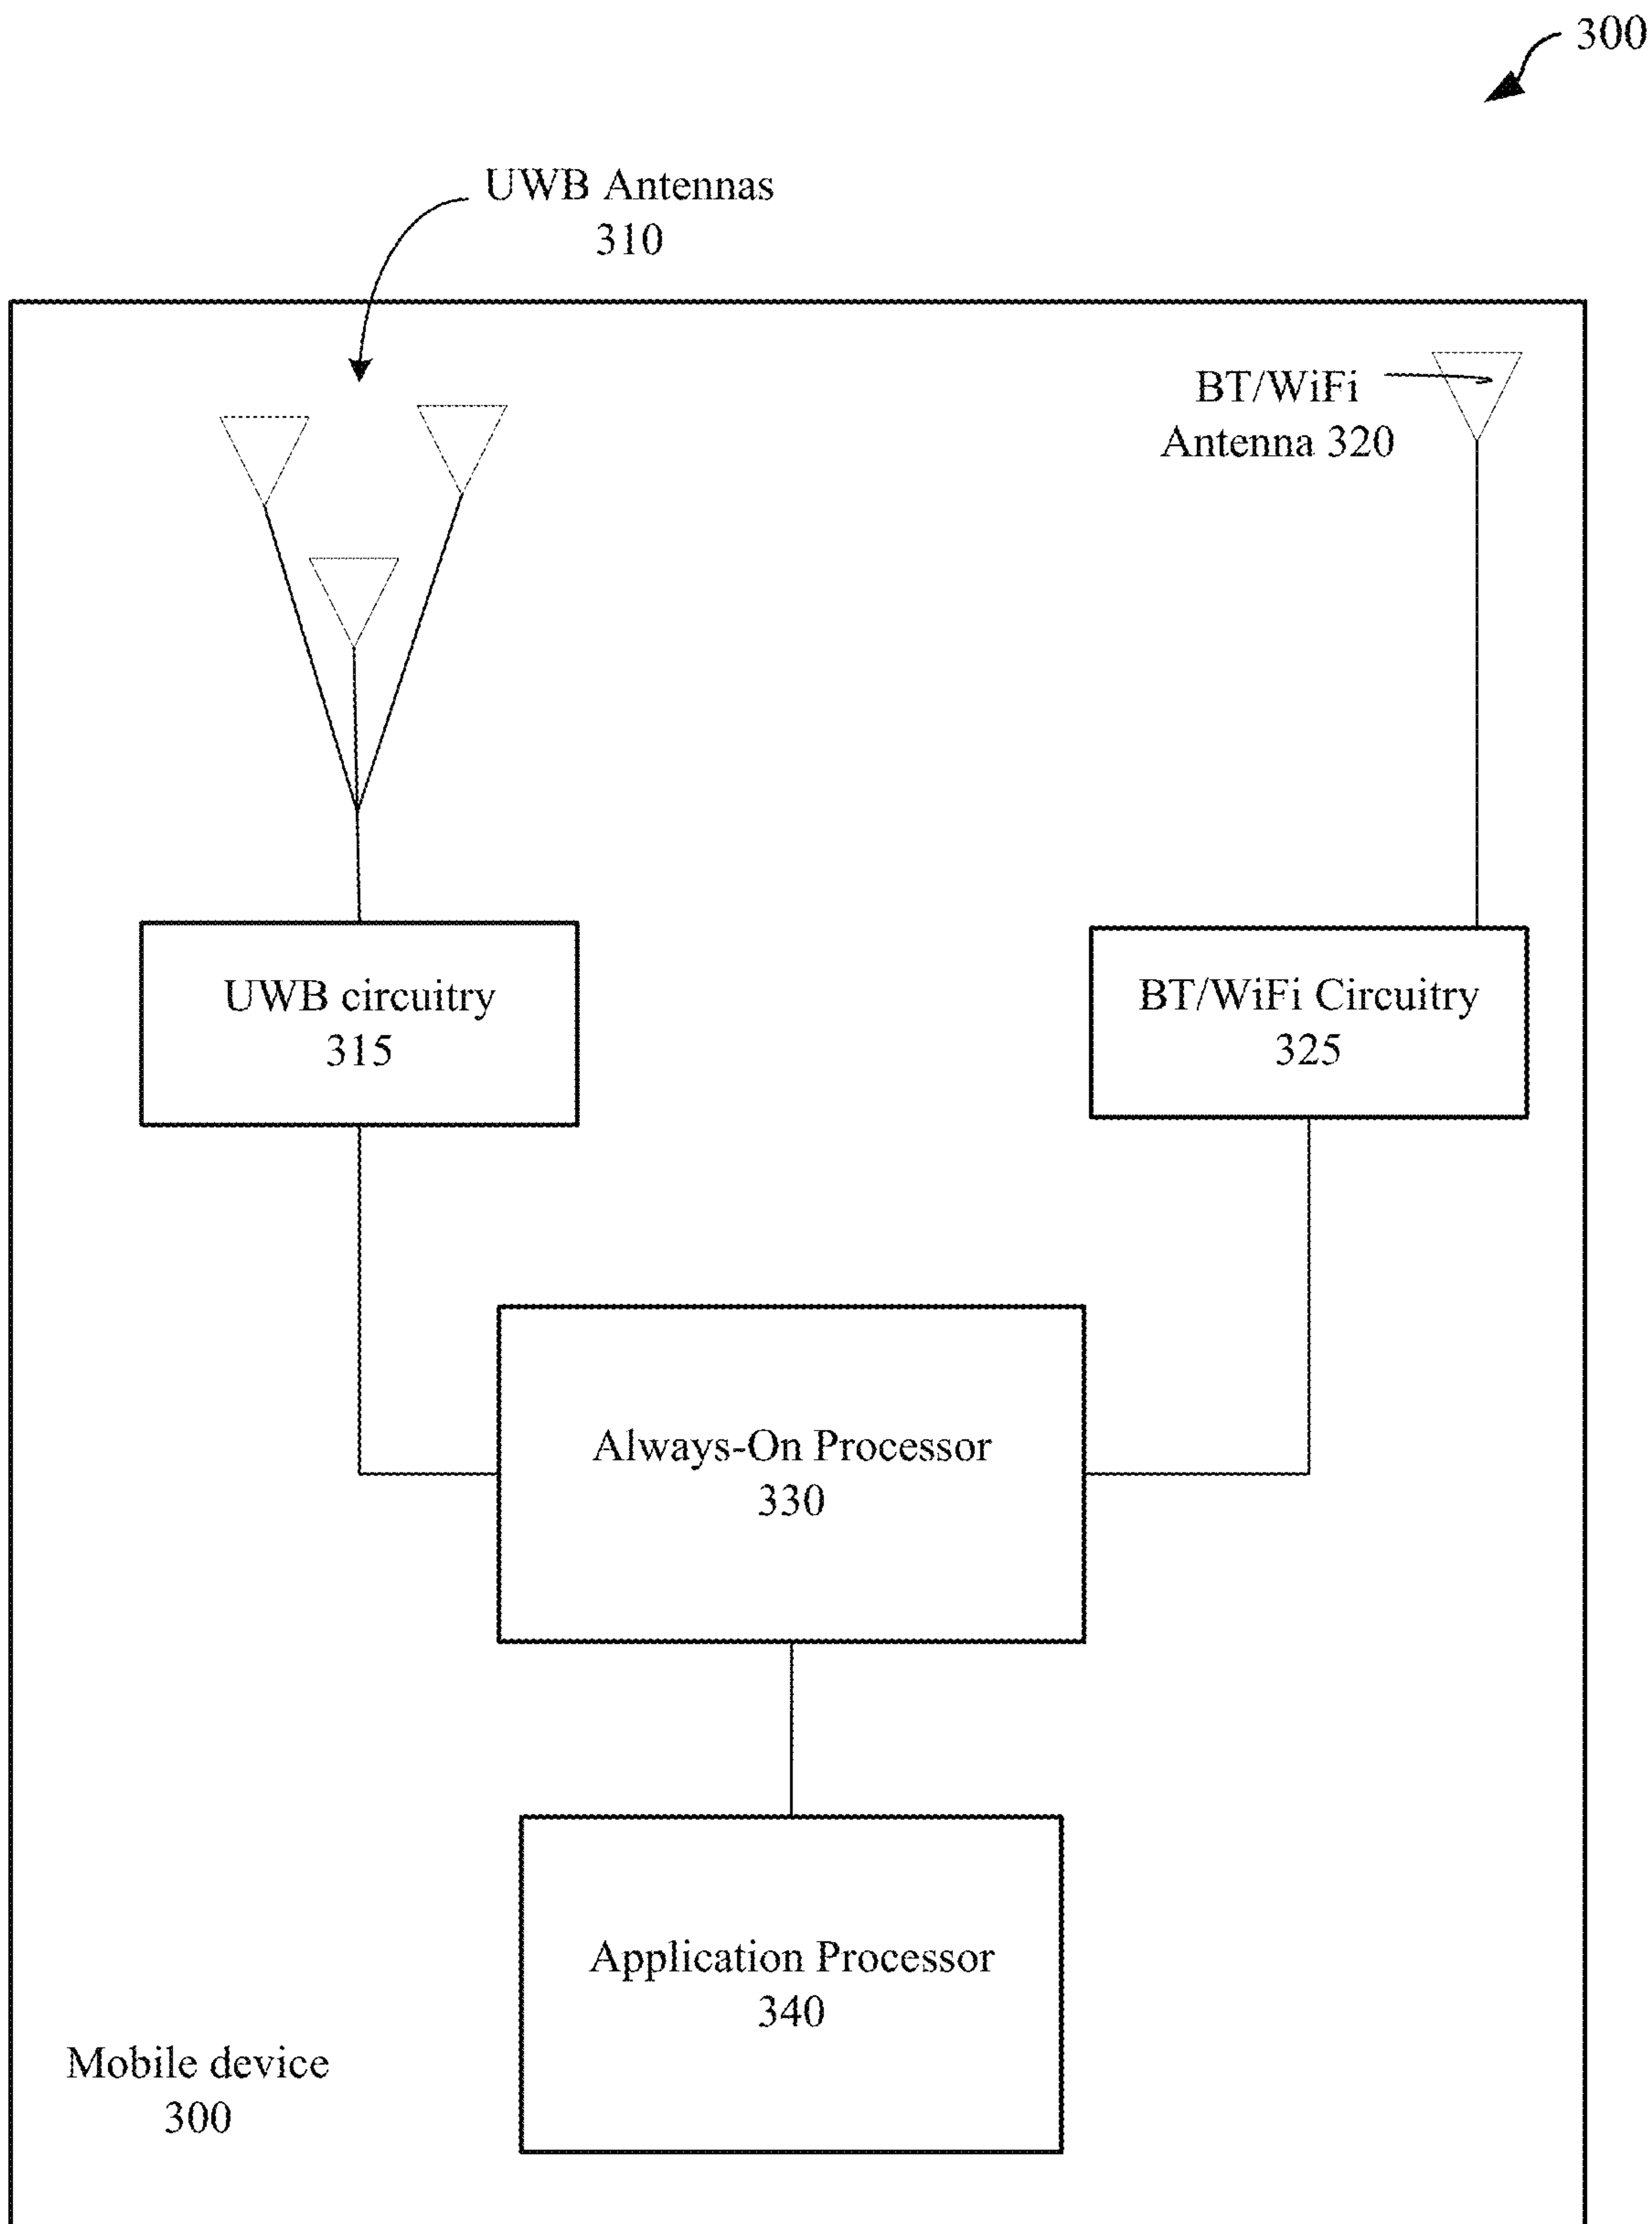 300
UWB Antennas
310
BT/WiFi
Antenna 320
UWB circuitry
315
BT/WiFi Circuitry
325
Always-On Processor
330
Application Processor
340
Mobile device
300